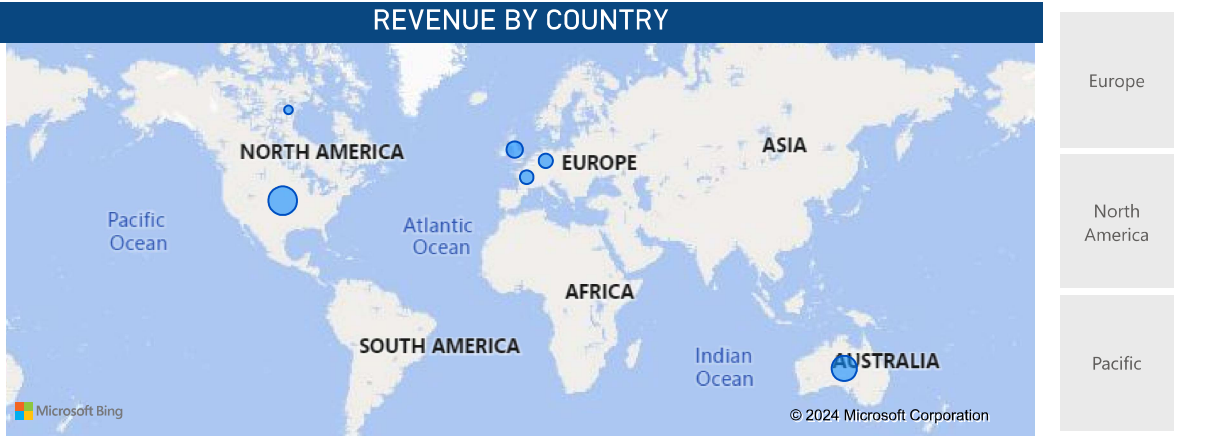 REVENUE BY COUNTRY
Europe
NORTH AMERICA
ASIA
EUROPE
North
America
Pacific
Ocean
Atlantic
Ocean
AFRICA
SOUTH AMERICA
Indian
Ocean
AUSTRALIA
Pacific
Microsoft Bing
© 2024 Microsoft Corporation